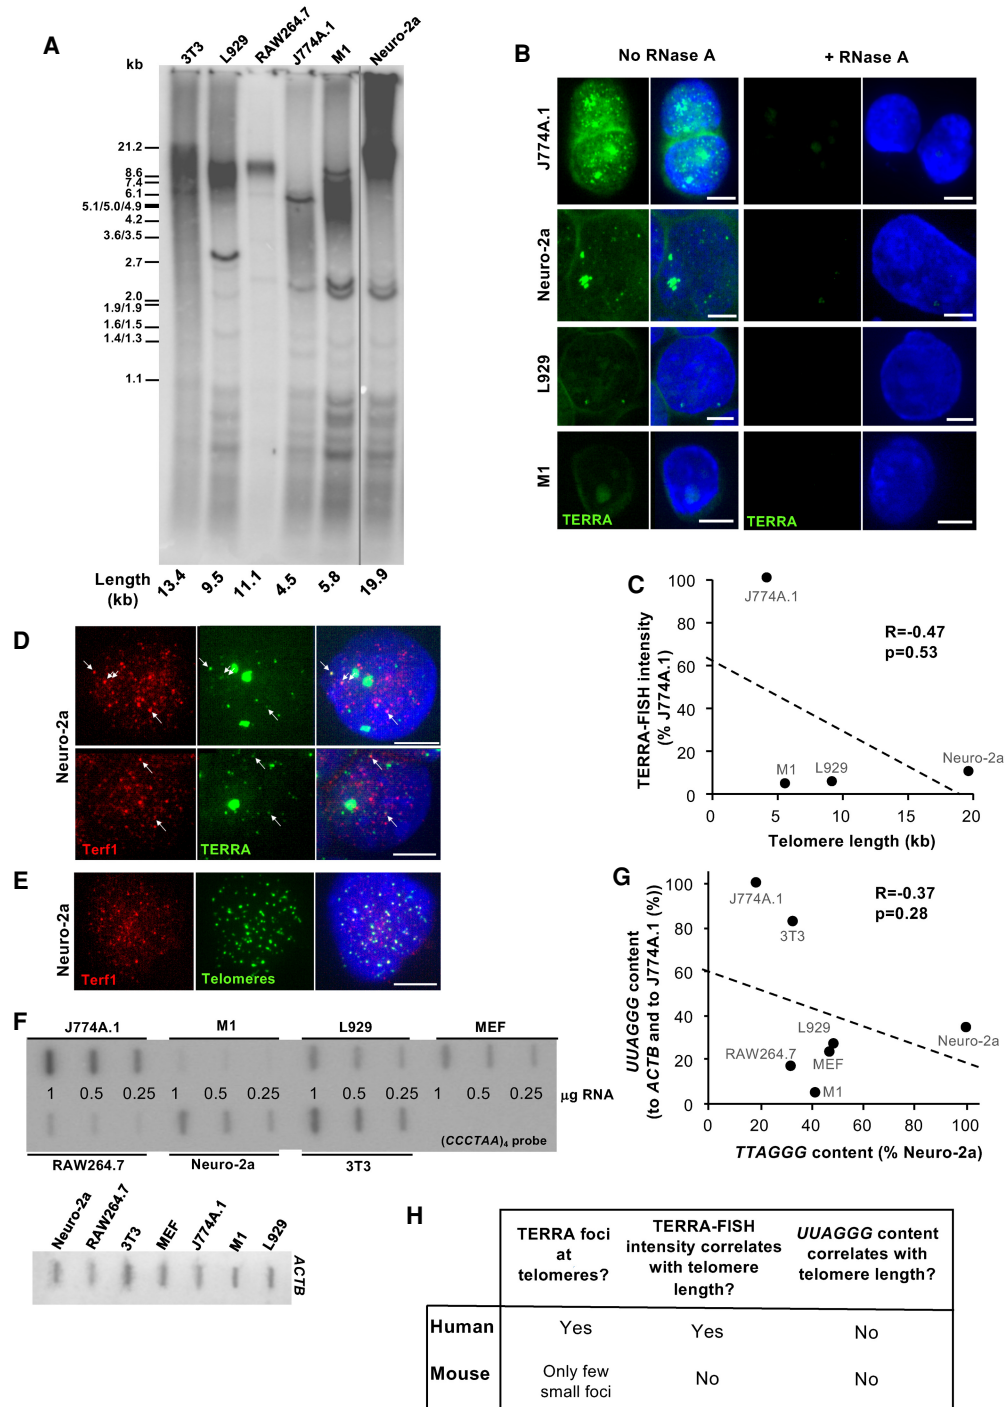 A
3T3
L929
RAW264.7
J774A.1
M1
Neuro-2a
kb
21.2
8.6
7.4
6.1
5.1/5.0/4.9
4.2
3.6/3.5
2.7
2.0
1.9/1.9
1.6/1.5
1.4/1.3
1.1
Length
(kb)
13.4
9.5
11.1
4.5
5.8
19.9
B
No RNase A
+ RNase A
J774A.1
Neuro-2a
L929
M1
TERRA
TERRA
C
TERRA-FISH intensity
(% J774A.1)
100
80
60
40
20
0
J774A.1
R=-0.47
p=0.53
M1
L929
Neuro-2a
0
5
10
15
20
Telomere length (kb)
D
Neuro-2a
Terf1
TERRA
E
Neuro-2a
Terf1
Telomeres
F
J774A.1
M1
L929
MEF
1 0.5 0.25 1 0.5 0.25 1 0.5 0.25 1 0.5 0.25
µg RNA
(CCCTAA)4 probe
RAW264.7
Neuro-2a
3T3
Neuro-2a
RAW264.7
3T3
MEF
J774A.1
M1
L929
ACTB
G
UUAGGG content
(to ACTB and to J774A.1 (%))
100
80
60
40
20
0
J774A.1
3T3
R=-0.37
p=0.28
L929
Neuro-2a
RAW264.7
MEF
M1
0
20
40
60
80
100
TTAGGG content (% Neuro-2a)
H
TERRA foci
at
telomeres?
TERRA-FISH
intensity correlates
with telomere
length?
UUAGGG content
correlates with
telomere length?
Human
Yes
Yes
No
Mouse
Only few
small foci
No
No